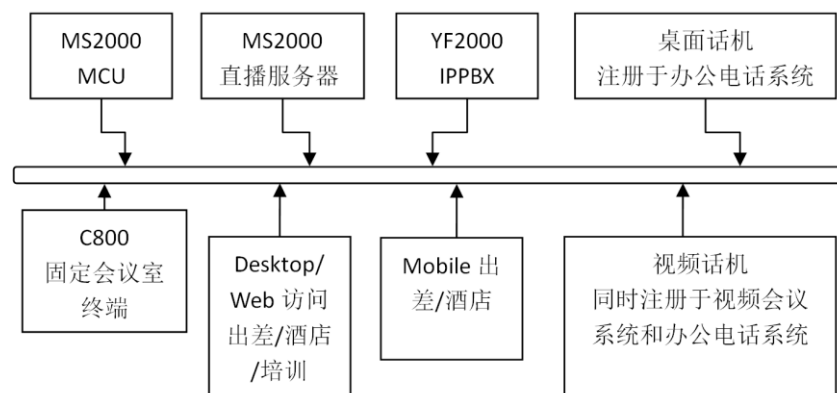 MS2000
MCU
MS2000
直播服务器
YF2000
IPPBX
桌面话机
注册于办公电话系统
C800
固定会议室
终端
Desktop/
Web 访问
出差/酒店
/培训
Mobile 出
差/酒店
视频话机
同时注册于视频会议
系统和办公电话系统